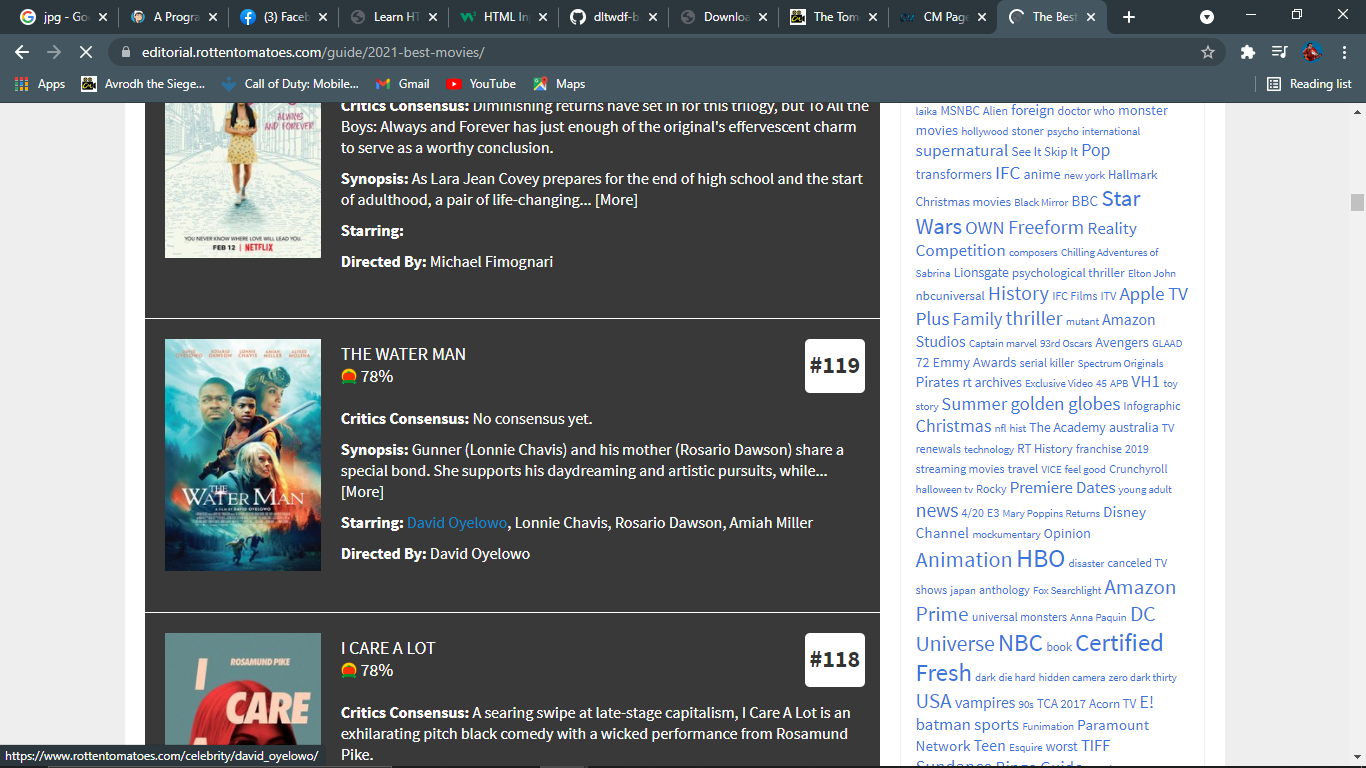 jpg - Goo
A Progra
(3) Faceb
Learn HT
HTML Inp
dltwdf-b
Downloa
The Tom
CM Page
The Best
editorial.rottentomatoes.com/guide/2021-best-movies/
Apps
Avrodh the Siege...
Call of Duty: Mobile...
Gmail
YouTube
Maps
Reading list
ALWAYS
AND FOREVER
YOU NEVER KNOW WHERE LOVE WILL LEAD YOU.
FEB 12 | NETFLIX
Critics Consensus: Diminishing returns have set in for this trilogy, but To All the
Boys: Always and Forever has just enough of the original's effervescent charm
to serve as a worthy conclusion.
Synopsis: As Lara Jean Covey prepares for the end of high school and the start
of adulthood, a pair of life-changing... [More]
Starring:
Directed By: Michael Fimognari
THE
WATER MAN
A FILM BY DAVID OYELOWO
THE WATER MAN
78%
#119
Critics Consensus: No consensus yet.
Synopsis: Gunner (Lonnie Chavis) and his mother (Rosario Dawson) share a
special bond. She supports his daydreaming and artistic pursuits, while...
[More]
Starring: David Oyelowo, Lonnie Chavis, Rosario Dawson, Amiah Miller
Directed By: David Oyelowo
ROSAMUND PIKE
I
CARE
I CARE A LOT
78%
#118
Critics Consensus: A searing swipe at late-stage capitalism, I Care A Lot is an
exhilarating pitch black comedy with a wicked performance from Rosamund
Pike.
laika MSNBC Alien foreign doctor who monster
movies hollywood stoner psycho international
supernatural See It Skip It Pop
transformers IFC anime new york Hallmark
Christmas movies Black Mirror BBC Star
Wars OWN Freeform Reality
Competition composers Chilling Adventures of
Sabrina Lionsgate psychological thriller Elton John
nbcuniversal History IFC Films ITV Apple TV
Plus Family thriller mutant Amazon
Studios Captain marvel 93rd Oscars Avengers GLAAD
72 Emmy Awards serial killer Spectrum Originals
Pirates rt archives Exclusive Video 45 APB VH1 toy
story Summer golden globes Infographic
Christmas nfl hist The Academy australia TV
renewals technology RT History franchise 2019
streaming movies travel VICE feel good Crunchyroll
halloween tv Rocky Premiere Dates young adult
news 4/20 E3 Mary Poppins Returns Disney
Channel mockumentary Opinion
Animation HBO disaster canceled TV
shows japan anthology Fox Searchlight Amazon
Prime universal monsters Anna Paquin DC
Universe NBC book Certified
Fresh dark die hard hidden camera zero dark thirty
USA vampires 90s TCA 2017 Acorn TV E!
batman sports Funimation Paramount
Network Teen Esquire worst TIFF
Sundance Bingo Guide
https://www.rottentomatoes.com/celebrity/david_oyelowo/